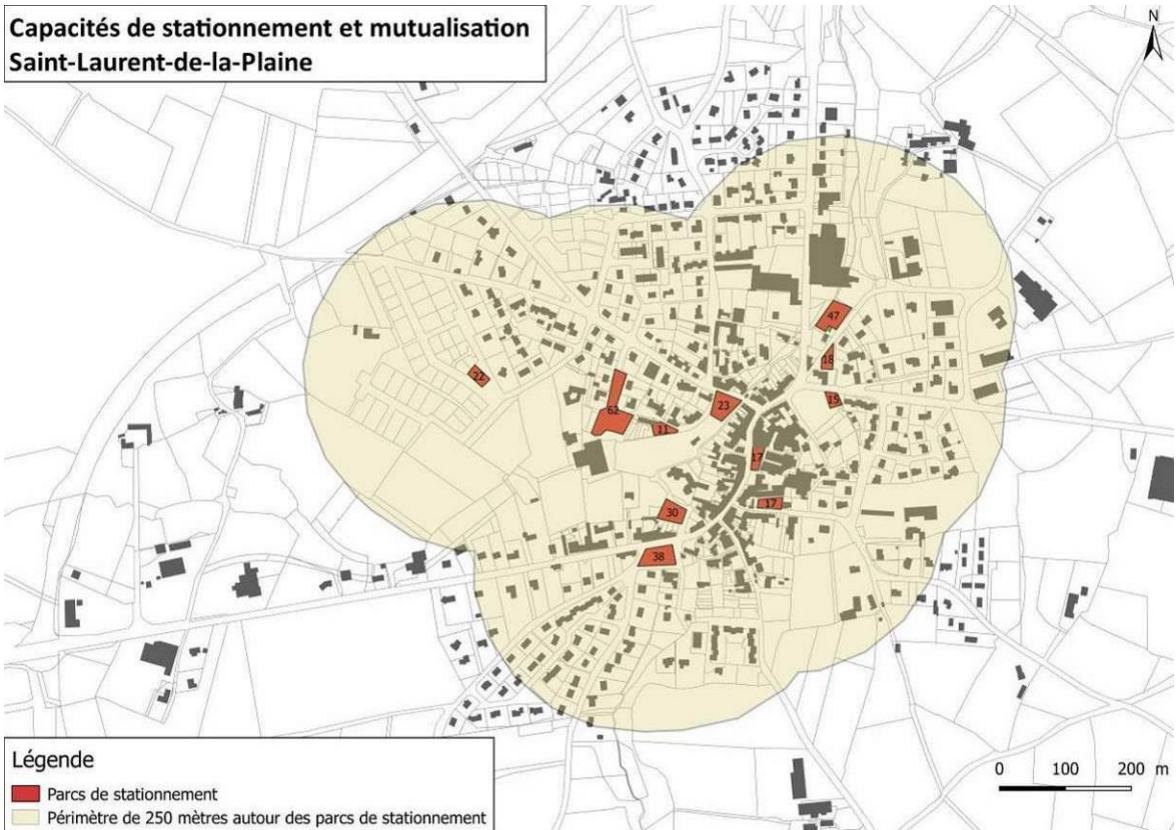 Capacités de stationnement et mutualisation
Saint-Laurent-de-la-Plaine
N
47
18
22
15
23
62
11
17
17
30
38
Légende
Parcs de stationnement
Périmètre de 250 mètres autour des parcs de stationnement
0 100 200 m